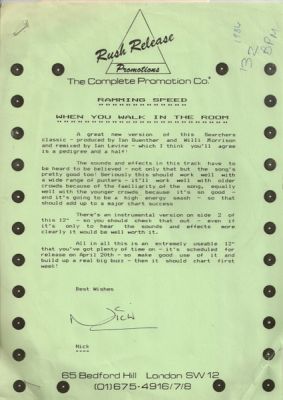 1986
132 BPM.
Rush Release
Promotions
The Complete Promotion Co.
RAMMING SPEED
WHEN YOU WALK IN THE ROOM
A great new version of this Searchers
classic - produced by Ian Guenther and Willi Morrison
and remixed by Ian Levine - which I think you'll agree
is a pedigree and a half!
The sounds and effects in this track have to
be heard to be believed - not only that but the song's
pretty good too! Seriously this should work well with
a wide range of punters - it'll work well with older
crowds because of the familiarity of the song, equally
well with the younger crowds because it's so good -
and it's going to be a high energy smash - so that
should add up to a major chart success
There's an instrumental version on side 2 of
this 12" - so you should check that out - even if
it's only to hear the sounds and effects more
clearly it would be well worth it.
All in all this is an extremely useable 12"
that you've got plenty of time on - it's scheduled for
release on April 20th - so make good use of it and
build up a real big buzz - then it should chart first
week!
Best Wishes
Nick
Nick
65 Bedford Hill London SW12
(01) 675-4916/7/8